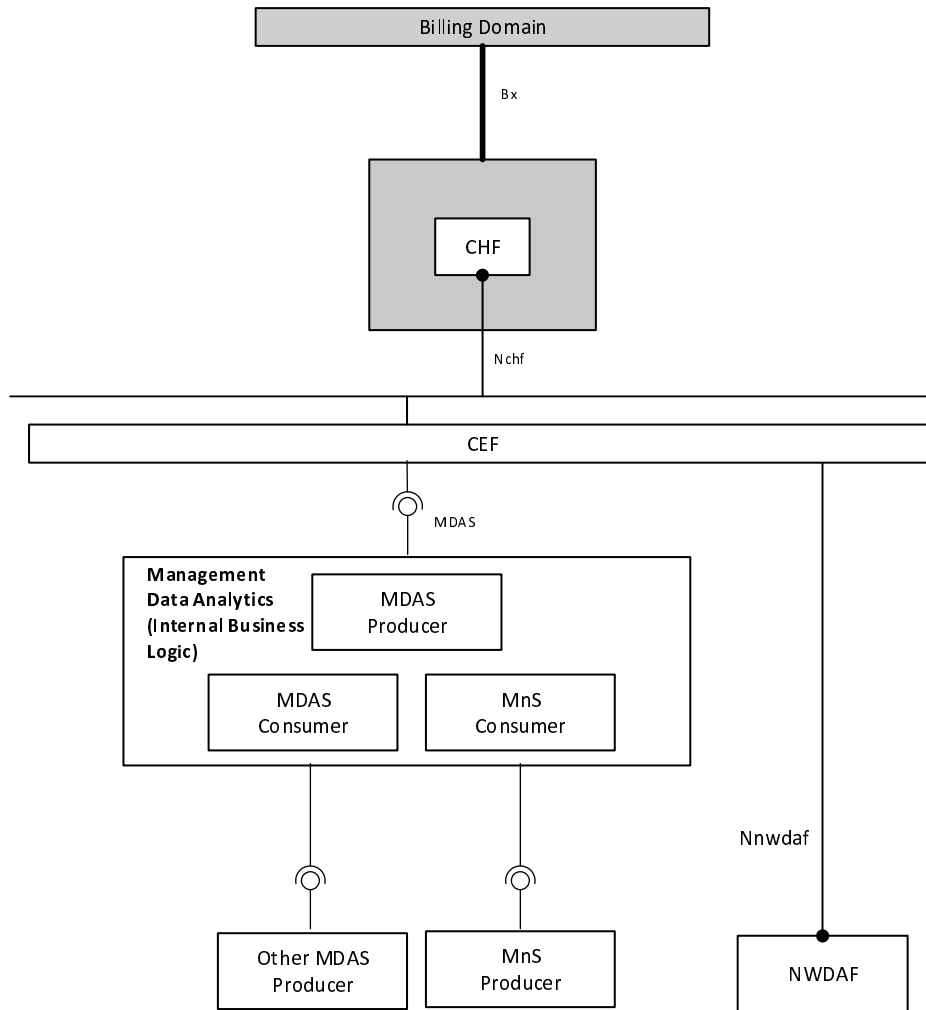 Billing Domain
Bx
CHF
Nchf
CEF
MDAS
Management
Data Analytics
(Internal Business
Logic)
MDAS
Producer
MDAS
Consumer
MnS
Consumer
Nnwdaf
Other MDAS
Producer
MnS
Producer
NWDAF